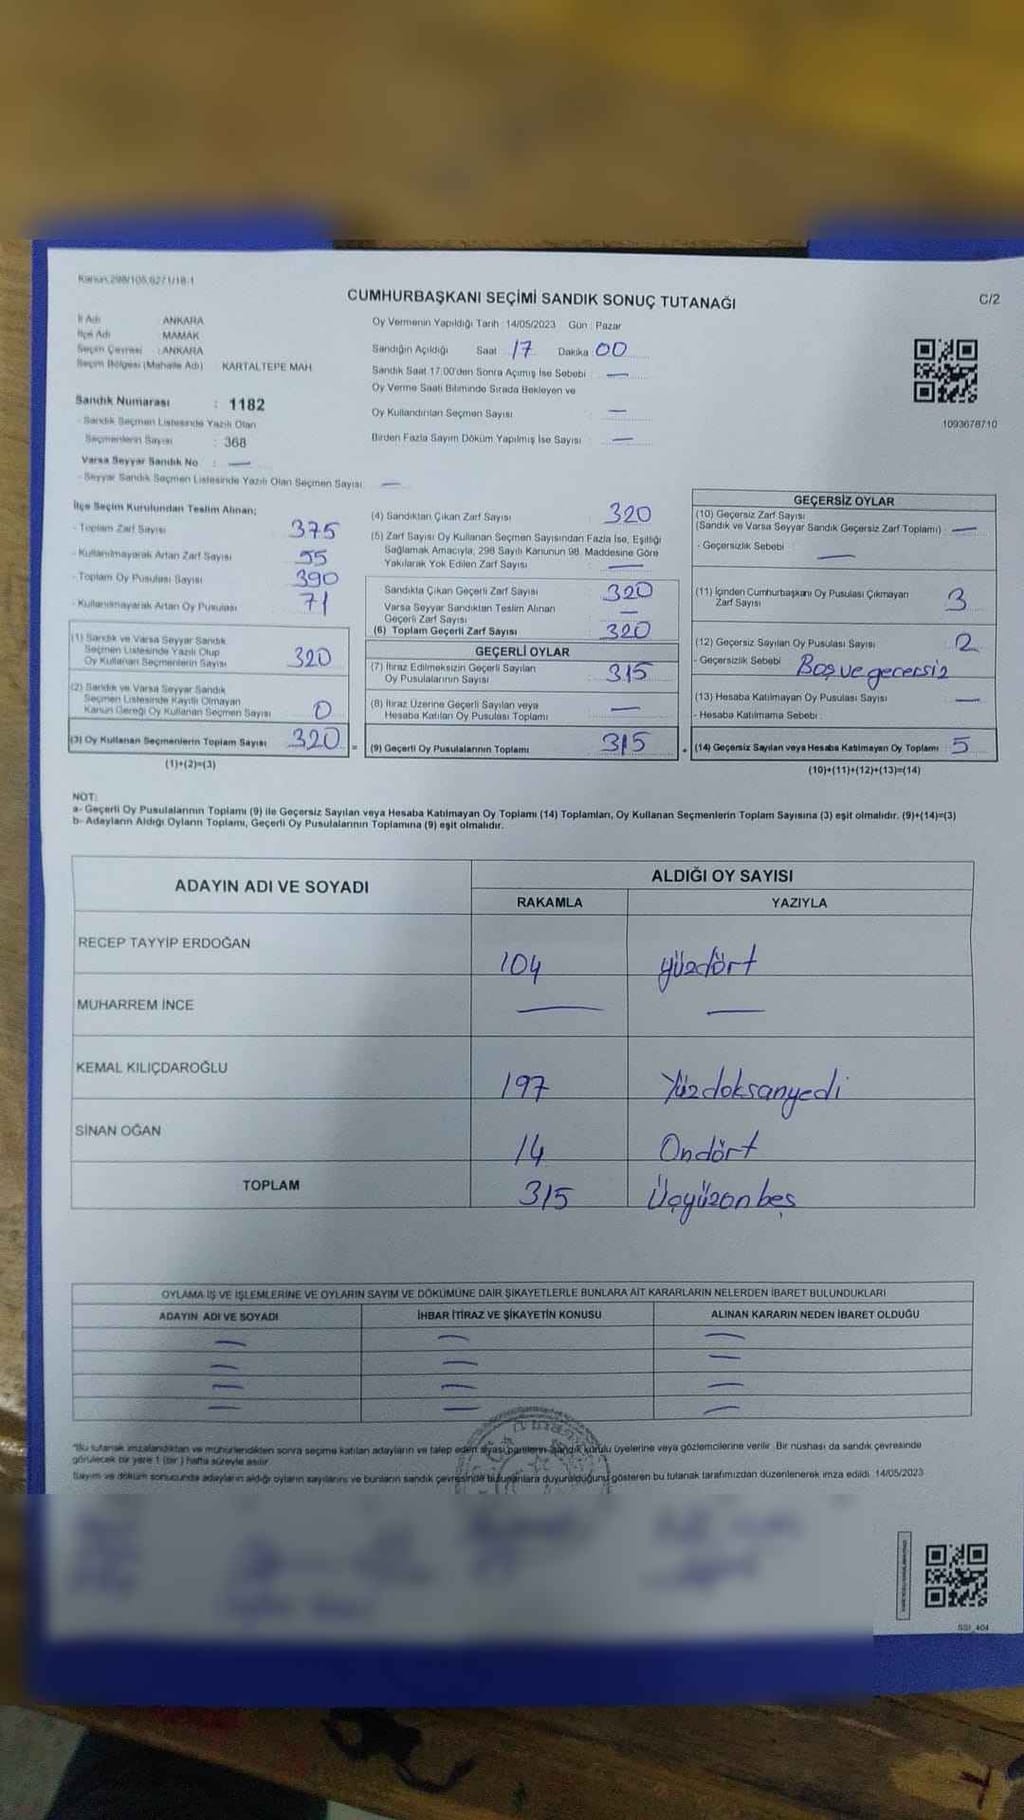 Kanun:298/105,6271/18-1
CUMHURBAŞKANI SEÇİMİ SANDIK SONUÇ TUTANAĞI
C/2
İl Adı ANKARA
İlçe Adı MAMAK
Seçim Çevresi : ANKARA
Seçim Bölgesi (Mahalle Adı) KARTALTEPE MAH.
Sandık Numarası : 1182
- Sandık Seçmen Listesinde Yazılı Olan
Seçmenlerin Sayısı : 368
Varsa Seyyar Sandık No : —
- Seyyar Sandık Seçmen Listesinde Yazılı Olan Seçmen Sayısı: —
Oy Vermenin Yapıldığı Tarih :14/05/2023 Gün : Pazar
Sandığın Açıldığı Saat 17 Dakika 00
Sandık Saat 17:00'den Sonra Açılmış İse Sebebi : —
Oy Verme Saati Bitiminde Sırada Bekleyen ve
Oy Kullandırılan Seçmen Sayısı —
Birden Fazla Sayım Döküm Yapılmış İse Sayısı —
1093678710
İlçe Seçim Kurulundan Teslim Alınan;
- Toplam Zarf Sayısı 375
- Kullanılmayarak Artan Zarf Sayısı 55
- Toplam Oy Pusulası Sayısı 390
- Kullanılmayarak Artan Oy Pusulası 71
(1) Sandık ve Varsa Seyyar Sandık
Seçmen Listesinde Yazılı Olup
Oy Kullanan Seçmenlerin Sayısı 320
(2) Sandık ve Varsa Seyyar Sandık
Seçmen Listesinde Kayıtlı Olmayan
Kanun Gereği Oy Kullanan Seçmen Sayısı 0
(3) Oy Kullanan Seçmenlerin Toplam Sayısı 320 =
(1)+(2)=(3)
(4) Sandıktan Çıkan Zarf Sayısı 320
(5) Zarf Sayısı Oy Kullanan Seçmen Sayısından Fazla İse, Eşitliği
Sağlamak Amacıyla, 298 Sayılı Kanunun 98. Maddesine Göre
Yakılarak Yok Edilen Zarf Sayısı —
Sandıkta Çıkan Geçerli Zarf Sayısı 320
Varsa Seyyar Sandıktan Teslim Alınan
Geçerli Zarf Sayısı —
(6) Toplam Geçerli Zarf Sayısı 320
GEÇERLİ OYLAR
(7) İtiraz Edilmeksizin Geçerli Sayılan
Oy Pusulalarının Sayısı 315
(8) İtiraz Üzerine Geçerli Sayılan veya
Hesaba Katılan Oy Pusulası Toplamı —
(9) Geçerli Oy Pusulalarının Toplamı 315 +
GEÇERSİZ OYLAR
(10) Geçersiz Zarf Sayısı
(Sandık ve Varsa Seyyar Sandık Geçersiz Zarf Toplamı) —
- Geçersizlik Sebebi : —
(11) İçinden Cumhurbaşkanı Oy Pusulası Çıkmayan
Zarf Sayısı 3
(12) Geçersiz Sayılan Oy Pusulası Sayısı 2
- Geçersizlik Sebebi Boş ve gecersiz
(13) Hesaba Katılmayan Oy Pusulası Sayısı —
- Hesaba Katılmama Sebebi :
(14) Geçersiz Sayılan veya Hesaba Katılmayan Oy Toplamı 5
(10)+(11)+(12)+(13)=(14)
NOT:
a- Geçerli Oy Pusulalarının Toplamı (9) ile Geçersiz Sayılan veya Hesaba Katılmayan Oy Toplamı (14) Toplamları, Oy Kullanan Seçmenlerin Toplam Sayısına (3) eşit olmalıdır. (9)+(14)=(3)
b- Adayların Aldığı Oyların Toplamı, Geçerli Oy Pusulalarının Toplamına (9) eşit olmalıdır.
ADAYIN ADI VE SOYADI
ALDIĞI OY SAYISI
RAKAMLA YAZIYLA
RECEP TAYYİP ERDOĞAN 104 yüzdört
MUHARREM İNCE — —
KEMAL KILIÇDAROĞLU 197 Yüzdoksanyedi
SİNAN OĞAN 14 Ondört
TOPLAM 315 Üçyüzonbeş
OYLAMA İŞ VE İŞLEMLERİNE VE OYLARIN SAYIM VE DÖKÜMÜNE DAİR ŞİKAYETLERLE BUNLARA AİT KARARLARIN NELERDEN İBARET BULUNDUKLARI
ADAYIN ADI VE SOYADI İHBAR İTİRAZ VE ŞİKAYETİN KONUSU ALINAN KARARIN NEDEN İBARET OLDUĞU
— — —
— — —
— — —
— — —
*Bu tutanak imzalandıktan ve mühürlendikten sonra seçime katılan adayların ve talep eden siyasi partilerin sandık kurulu üyelerine veya gözlemcilerine verilir. Bir nüshası da sandık çevresinde
görülecek bir yere 1 (bir ) hafta süreyle asılır.
Sayım ve döküm sonucunda adayların aldığı oyların sayılarını ve bunların sandık çevresinde bulunanlara duyurulduğunu gösteren bu tutanak tarafımızdan düzenlenerek imza edildi. 14/05/2023
SSI_404